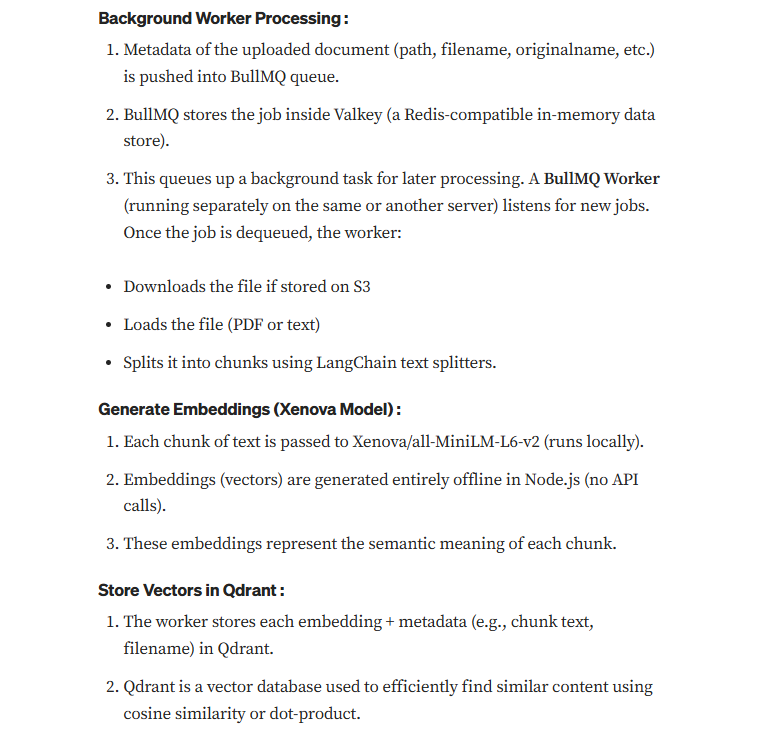 Background Worker Processing :
1. Metadata of the uploaded document (path, filename, originalname, etc.)
is pushed into BullMQ queue.
2. BullMQ stores the job inside Valkey (a Redis-compatible in-memory data
store).
3. This queues up a background task for later processing. A BullMQ Worker
(running separately on the same or another server) listens for new jobs.
Once the job is dequeued, the worker:
• Downloads the file if stored on S3
• Loads the file (PDF or text)
• Splits it into chunks using LangChain text splitters.
Generate Embeddings (Xenova Model) :
1. Each chunk of text is passed to Xenova/all-MiniLM-L6-v2 (runs locally).
2. Embeddings (vectors) are generated entirely offline in Node.js (no API
calls).
3. These embeddings represent the semantic meaning of each chunk.
Store Vectors in Qdrant :
1. The worker stores each embedding + metadata (e.g., chunk text,
filename) in Qdrant.
2. Qdrant is a vector database used to efficiently find similar content using
cosine similarity or dot-product.